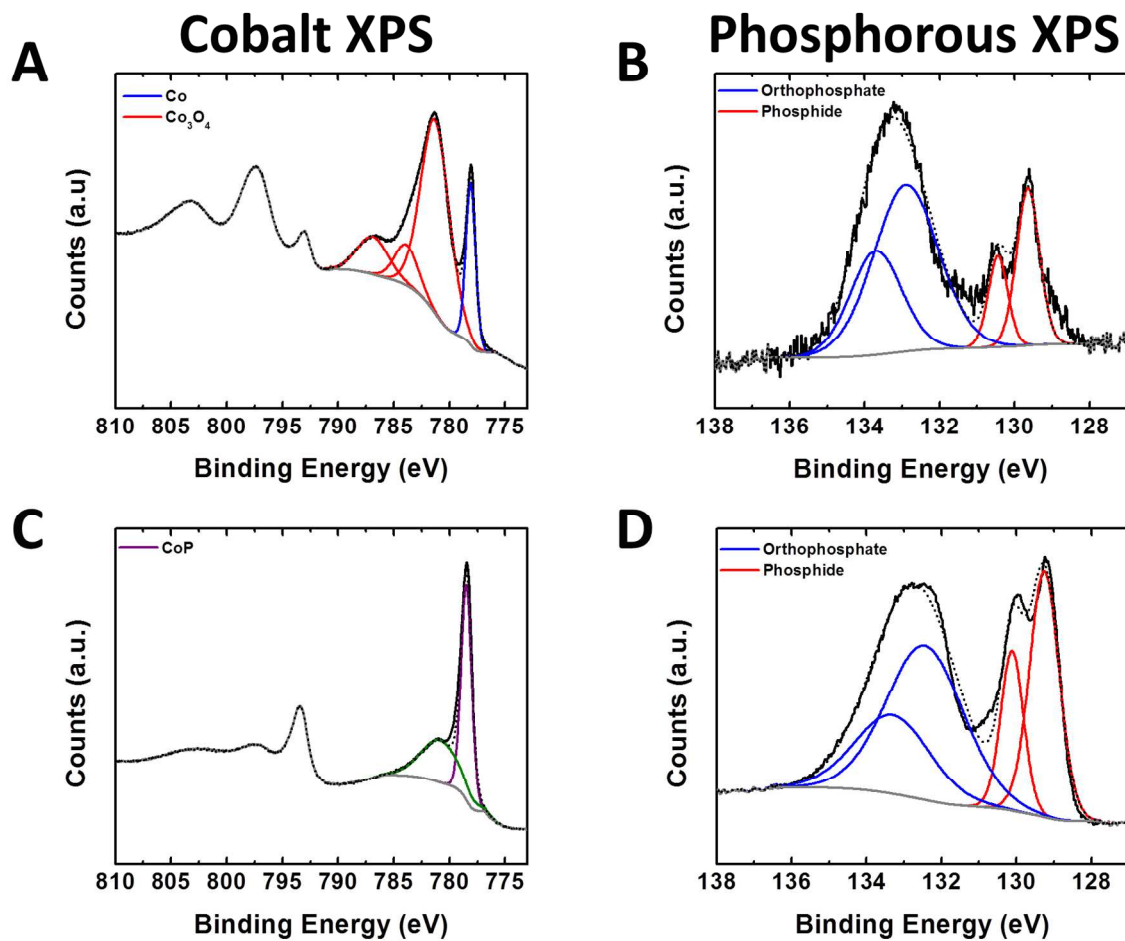 Cobalt XPS
Phosphorous XPS
A
Co
Co3O4
Counts (a.u)
810 805 800 795 790 785 780 775
Binding Energy (eV)
B
Orthophosphate
Phosphide
Counts (a.u.)
138 136 134 132 130 128
Binding Energy (eV)
C
CoP
Counts (a.u.)
810 805 800 795 790 785 780 775
Binding Energy (eV)
D
Orthophosphate
Phosphide
Counts (a.u.)
138 136 134 132 130 128
Binding Energy (eV)